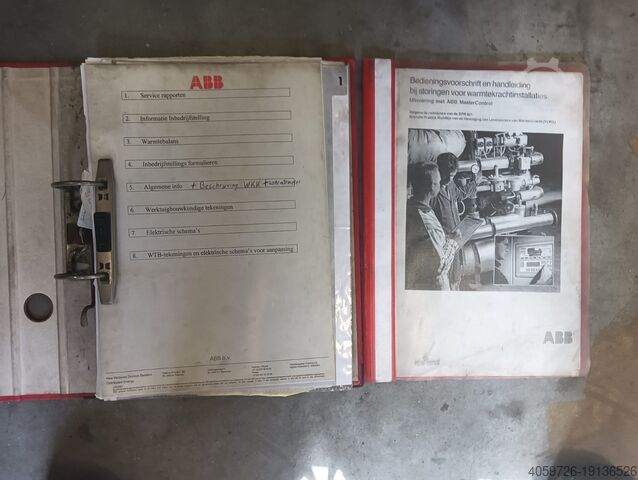 ABB
1
1. Service rapporten
2. Informatie Inbedrijfstelling
3. Warmtebalans
4. Inbedrijfstellings formulieren
5. Algemene info + Beschrijving WKK +
6. Werktuigbouwkundige tekeningen
7. Elektrische schema's
8. WTB-tekeningen en elektrische schema's voor aanpassing
ABB B.V.
Distributed Energy
Bedieningsvoorschrift en handleiding
bij storingen voor warmtekrachtinstallaties
Uitvoering met ABB MasterControl
ABB
4059726-19136526